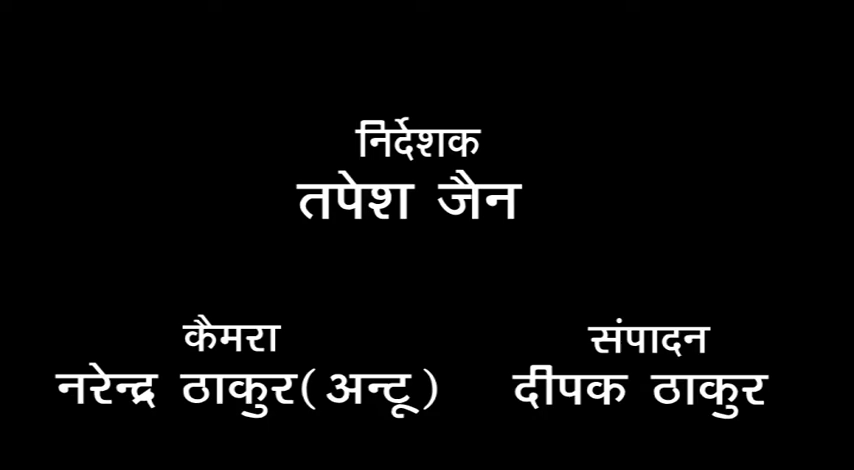 निर्देशक
तपेश जैन
कैमरा
नरेन्द्र ठाकुर(अन्टू)
संपादन
दीपक ठाकुर